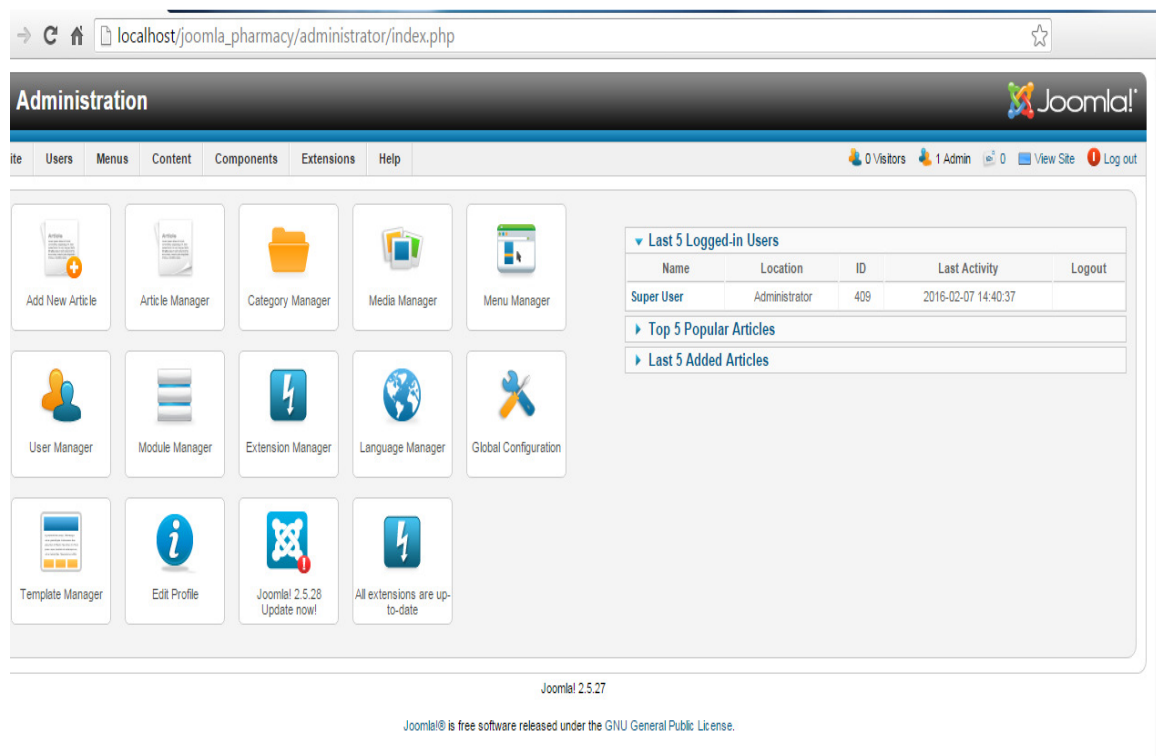 localhost/joomla_pharmacy/administrator/index.php
Administration
Joomla!
ite Users Menus Content Components Extensions Help
0 Visitors 1 Admin 0 View Site Log out
Add New Article
Article Manager
Category Manager
Media Manager
Menu Manager
Last 5 Logged-in Users
Name Location ID Last Activity Logout
Super User Administrator 409 2016-02-07 14:40:37
Top 5 Popular Articles
Last 5 Added Articles
User Manager
Module Manager
Extension Manager
Language Manager
Global Configuration
Template Manager
Edit Profile
Joomla! 2.5.28
Update now!
All extensions are up-
to-date
Joomla! 2.5.27
Joomla!® is free software released under the GNU General Public License.